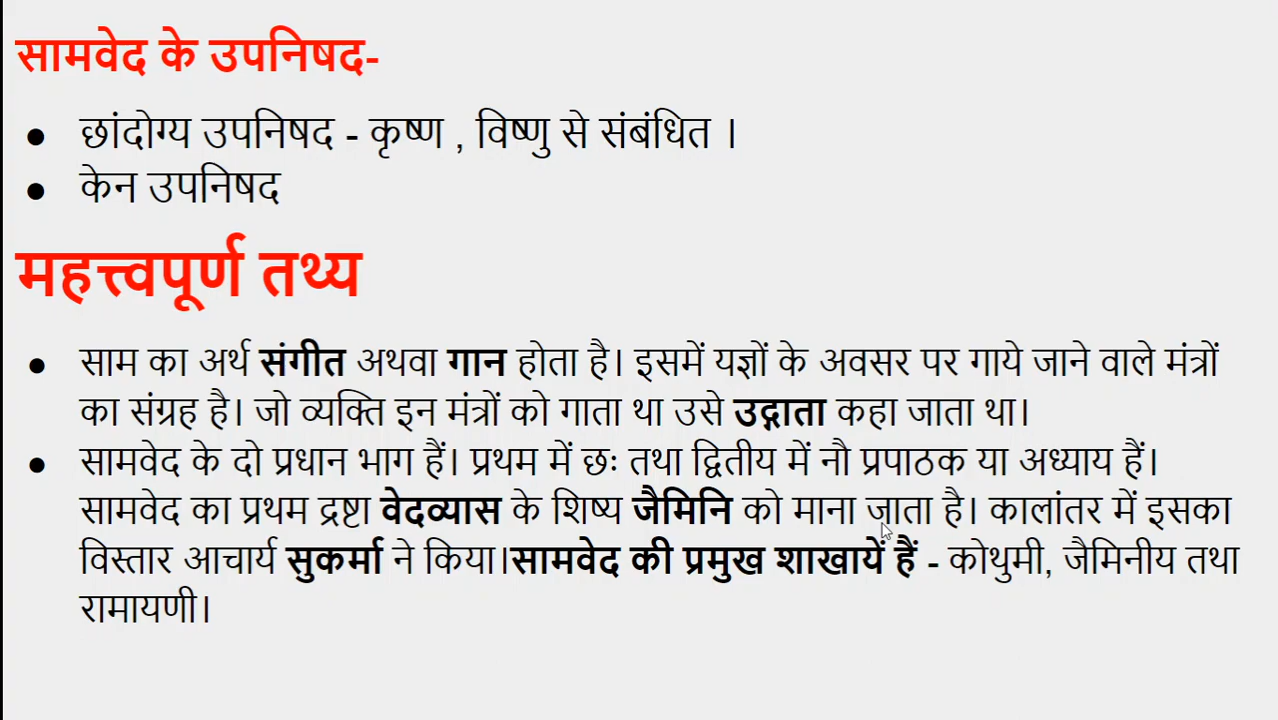 सामवेद के उपनिषद-
● छांदोग्य उपनिषद - कृष्ण , विष्णु से संबंधित ।
● केन उपनिषद
महत्त्वपूर्ण तथ्य
● साम का अर्थ संगीत अथवा गान होता है। इसमें यज्ञों के अवसर पर गाये जाने वाले मंत्रों
का संग्रह है। जो व्यक्ति इन मंत्रों को गाता था उसे उद्गाता कहा जाता था।
● सामवेद के दो प्रधान भाग हैं। प्रथम में छः तथा द्वितीय में नौ प्रपाठक या अध्याय हैं।
सामवेद का प्रथम द्रष्टा वेदव्यास के शिष्य जैमिनि को माना जाता है। कालांतर में इसका
विस्तार आचार्य सुकर्मा ने किया।सामवेद की प्रमुख शाखायें हैं - कोथुमी, जैमिनीय तथा
रामायणी।